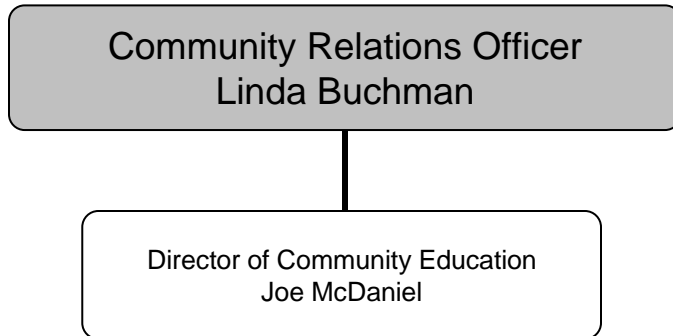 Community Relations Officer
Linda Buchman
Director of Community Education
Joe McDaniel